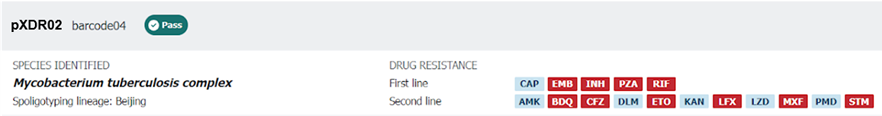 pXDR02 barcode04 Pass
SPECIES IDENTIFIED
Mycobacterium tuberculosis complex
Spoligotyping lineage: Beijing
DRUG RESISTANCE
First line CAP EMB INH PZA RIF
Second line AMK BDQ CFZ DLM ETO KAN LFX LZD MXF PMD STM